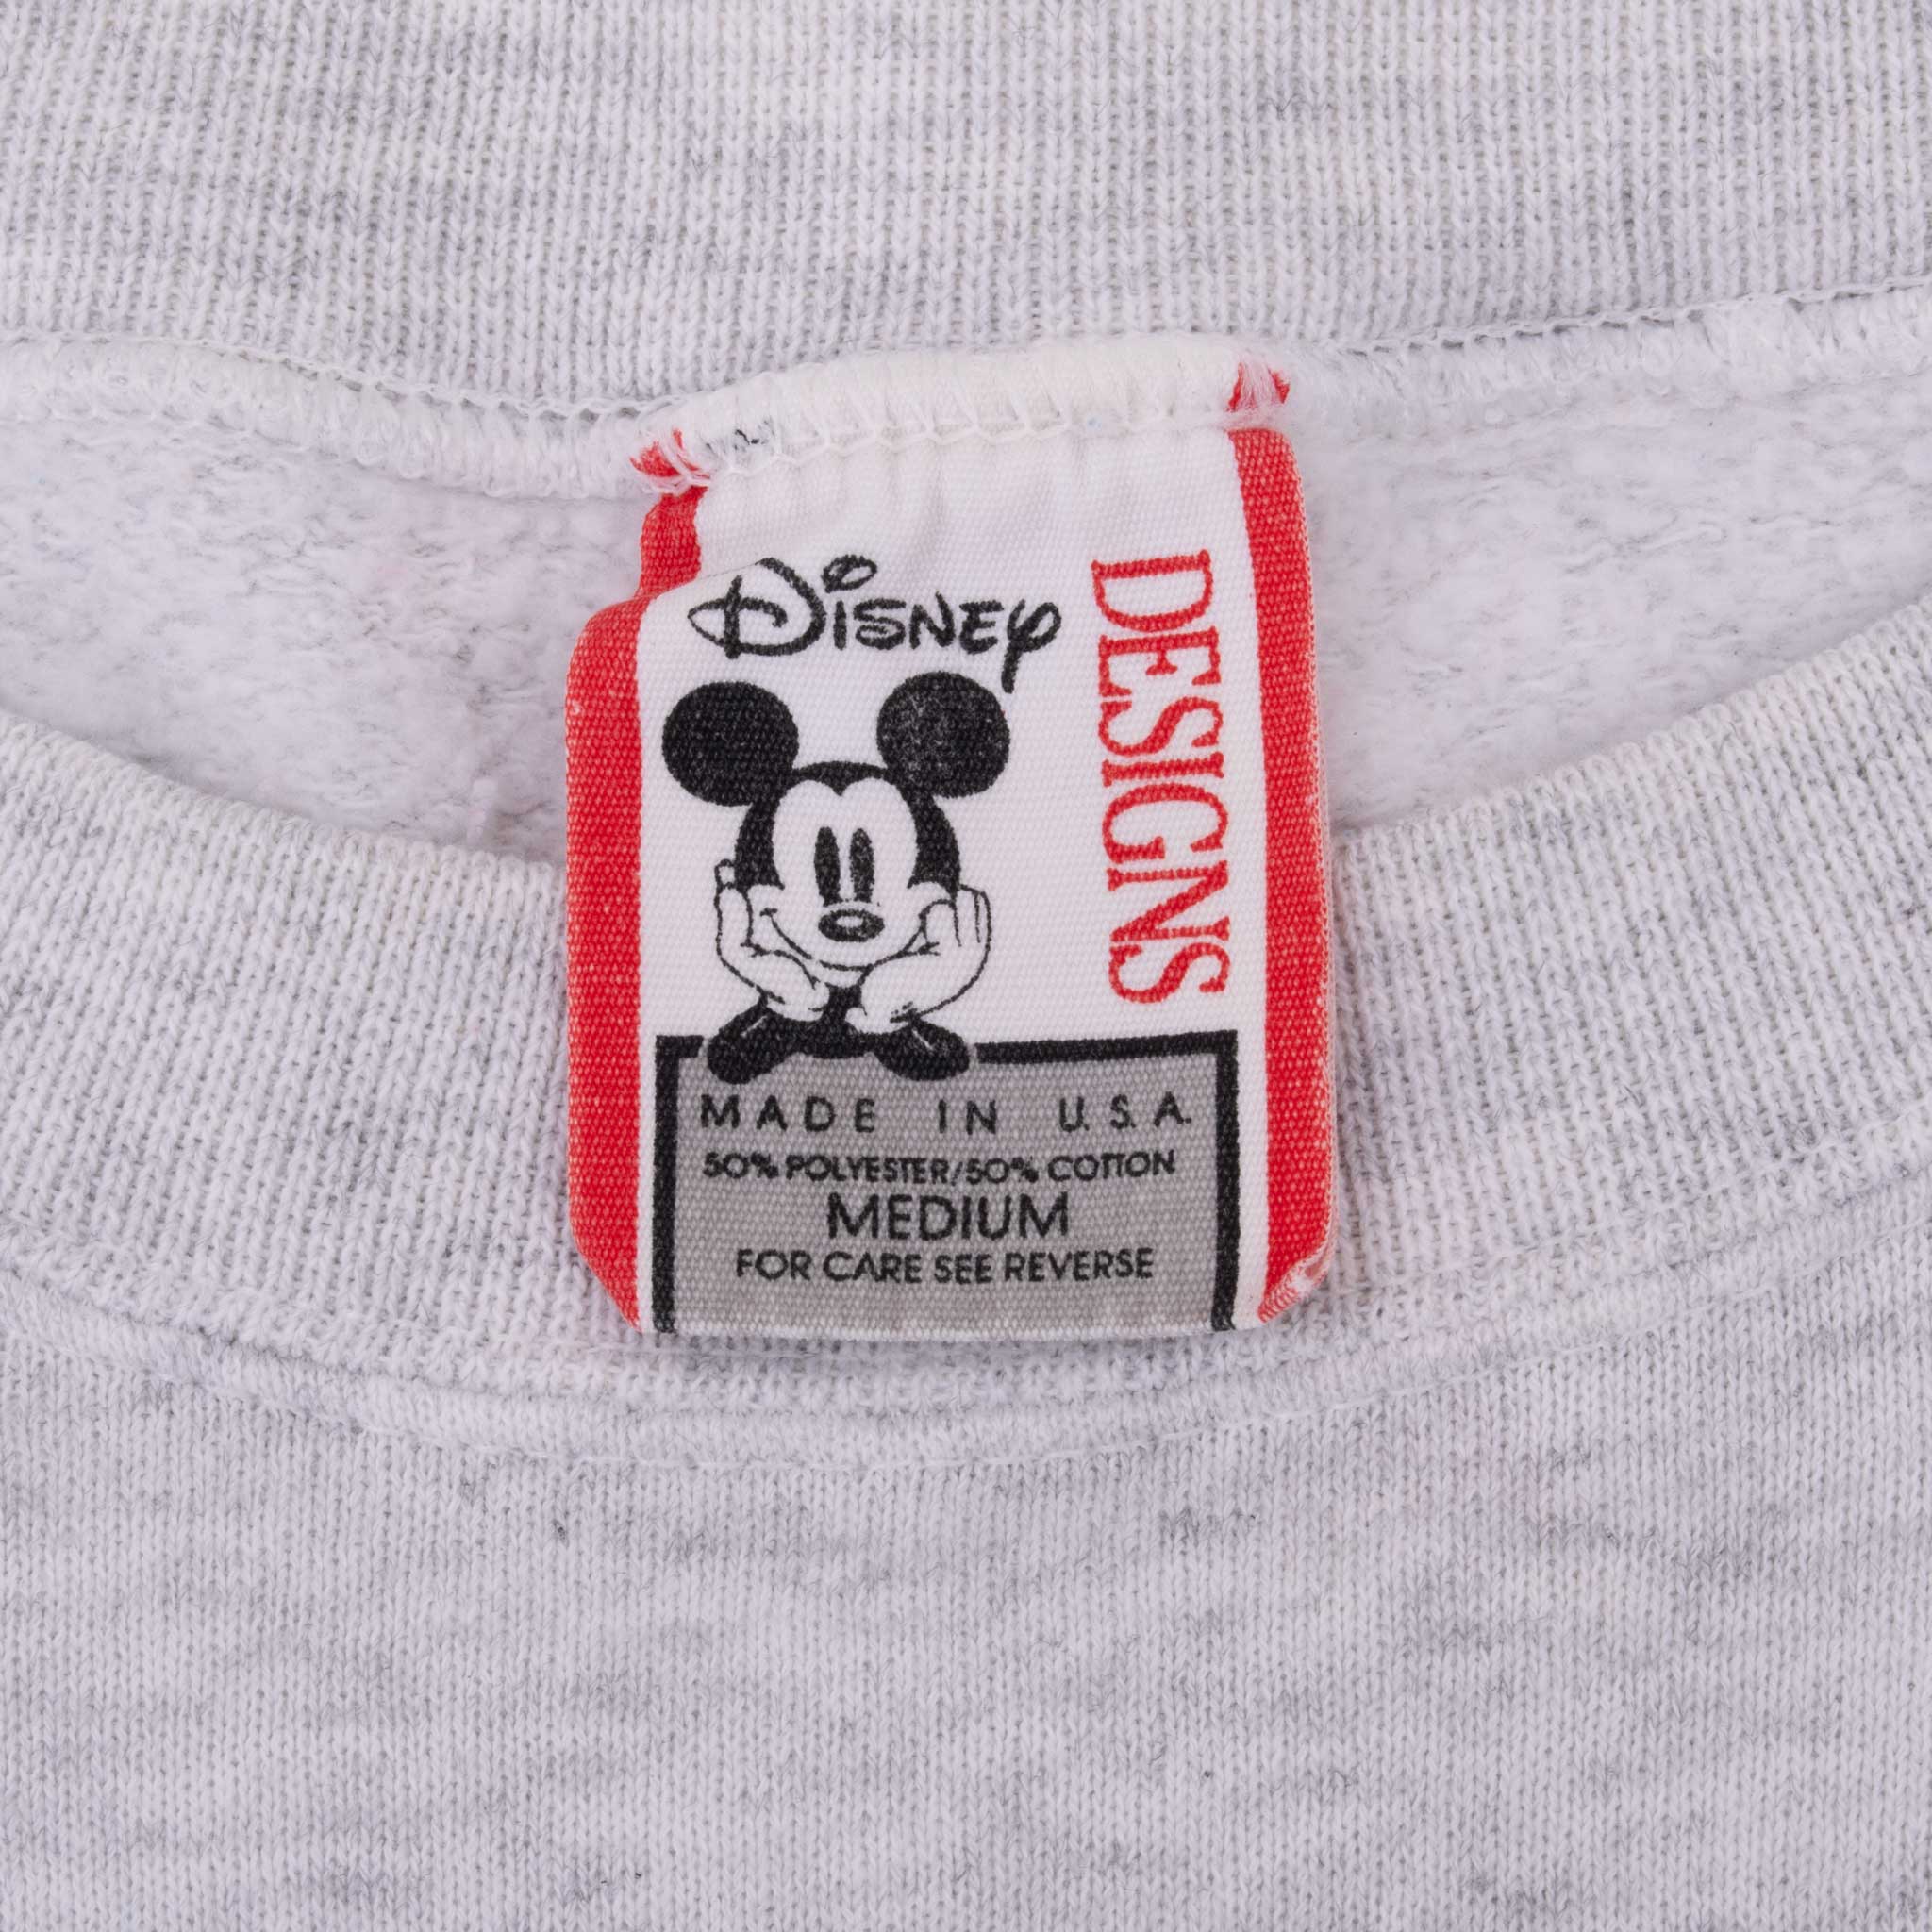 Disney
DESIGNS
MADE IN U.S.A.
50% POLYESTER/50% COTTON
MEDIUM
FOR CARE SEE REVERSE